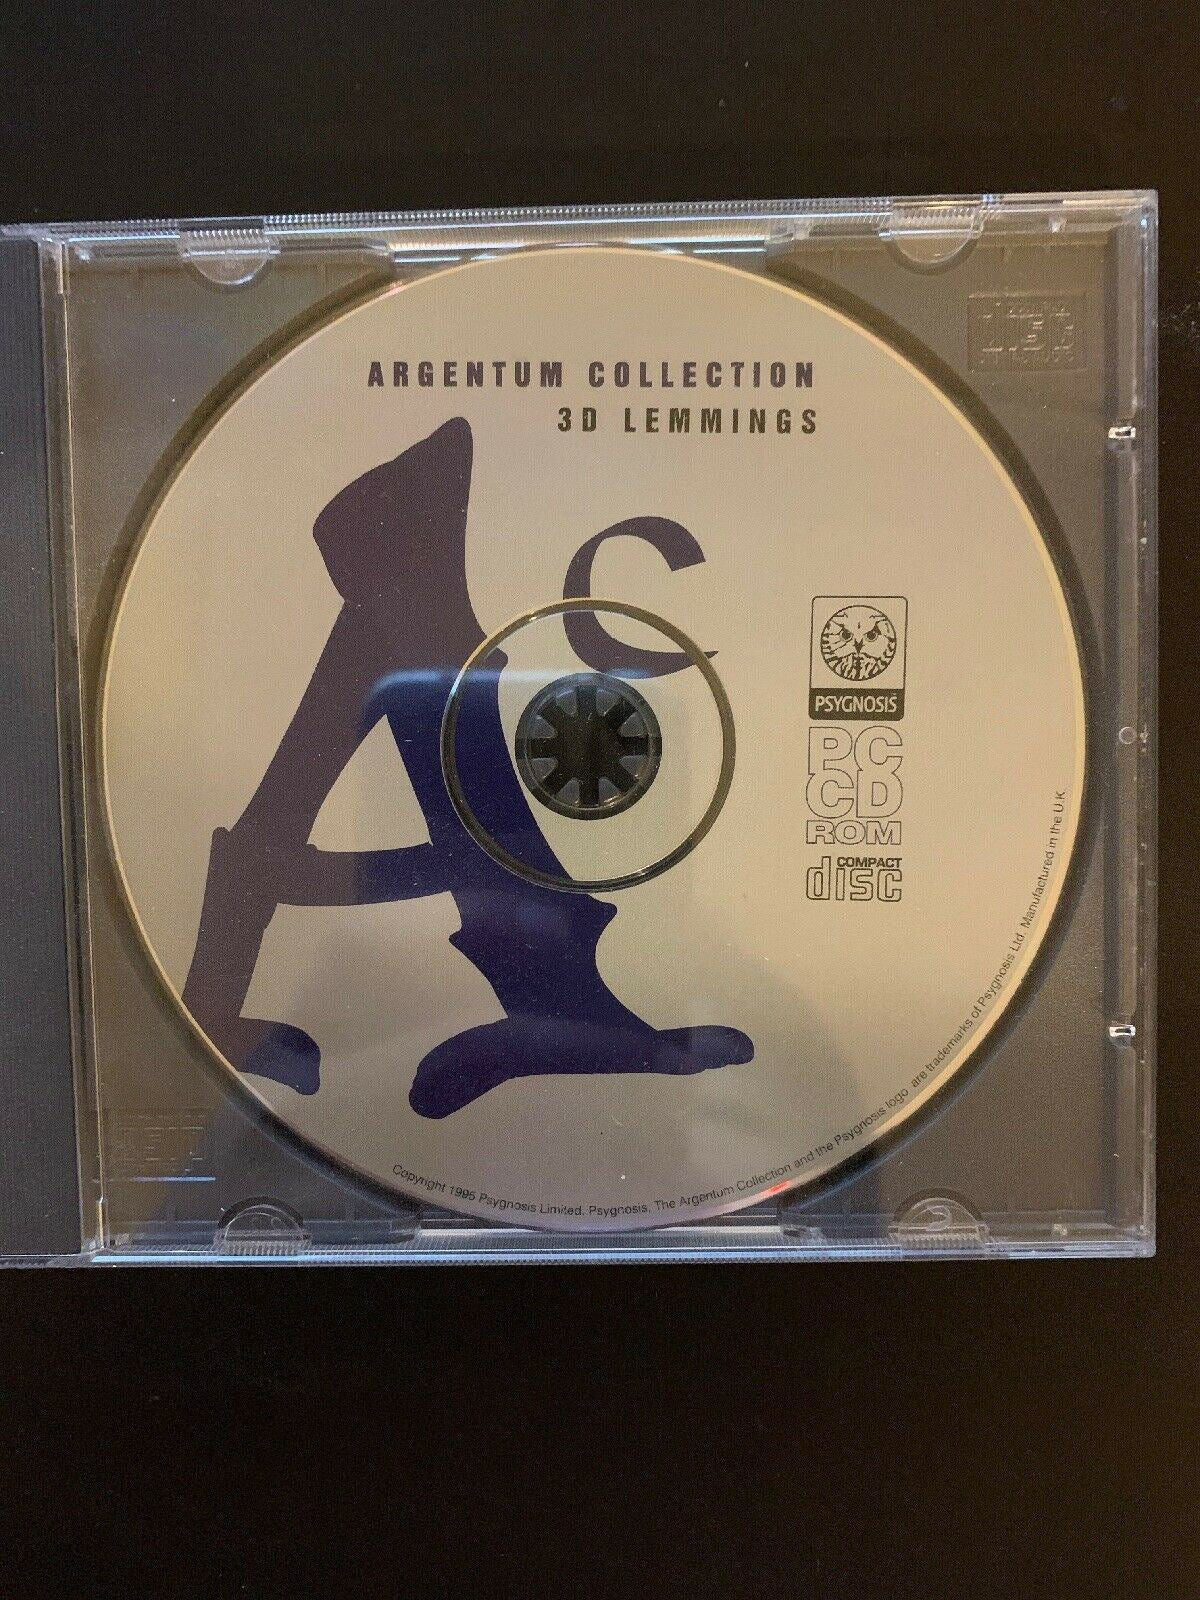 ARGENTUM COLLECTION
3D LEMMINGS
Ac
PSYGNOSIS
PC
CD
ROM
COMPACT
disc
Copyright 1995 Psygnosis Limited. Psygnosis, The Argentum Collection and the Psygnosis logo are trademarks of Psygnosis Ltd. Manufactured in the U.K.